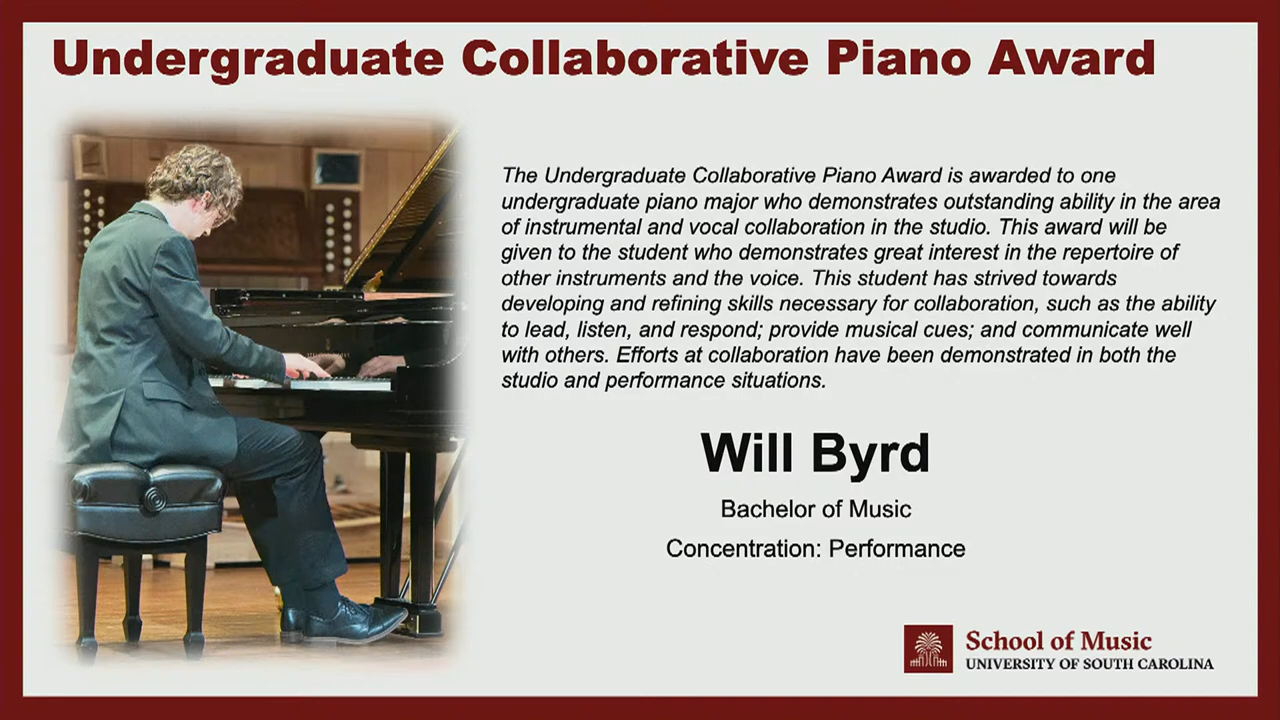 Undergraduate Collaborative Piano Award
The Undergraduate Collaborative Piano Award is awarded to one
undergraduate piano major who demonstrates outstanding ability in the area
of instrumental and vocal collaboration in the studio. This award will be
given to the student who demonstrates great interest in the repertoire of
other instruments and the voice. This student has strived towards
developing and refining skills necessary for collaboration, such as the ability
to lead, listen, and respond; provide musical cues; and communicate well
with others. Efforts at collaboration have been demonstrated in both the
studio and performance situations.
Will Byrd
Bachelor of Music
Concentration: Performance
School of Music
UNIVERSITY OF SOUTH CAROLINA